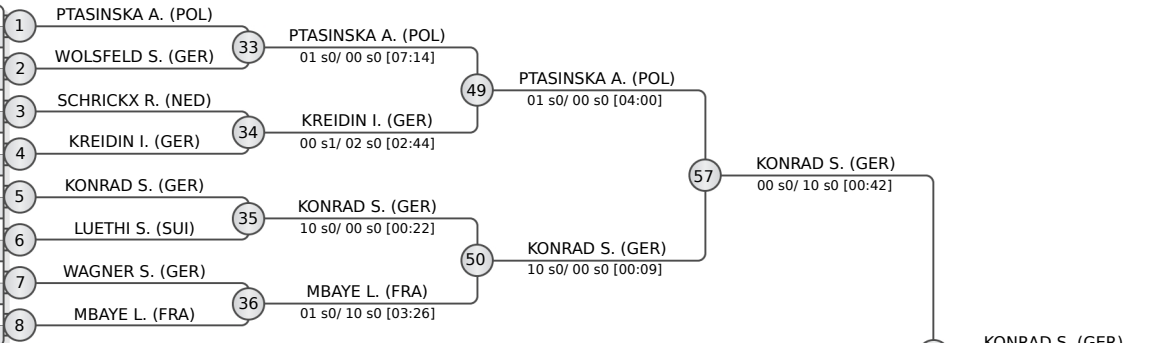 1
PTASINSKA A. (POL)
2
WOLSFELD S. (GER)
3
SCHRICKX R. (NED)
4
KREIDIN I. (GER)
5
KONRAD S. (GER)
6
LUETHI S. (SUI)
7
WAGNER S. (GER)
8
MBAYE L. (FRA)
33
PTASINSKA A. (POL)
01 s0/ 00 s0 [07:14]
34
KREIDIN I. (GER)
00 s1/ 02 s0 [02:44]
35
KONRAD S. (GER)
10 s0/ 00 s0 [00:22]
36
MBAYE L. (FRA)
01 s0/ 10 s0 [03:26]
49
PTASINSKA A. (POL)
01 s0/ 00 s0 [04:00]
50
KONRAD S. (GER)
10 s0/ 00 s0 [00:09]
57
KONRAD S. (GER)
00 s0/ 10 s0 [00:42]
KONRAD S. (GER)